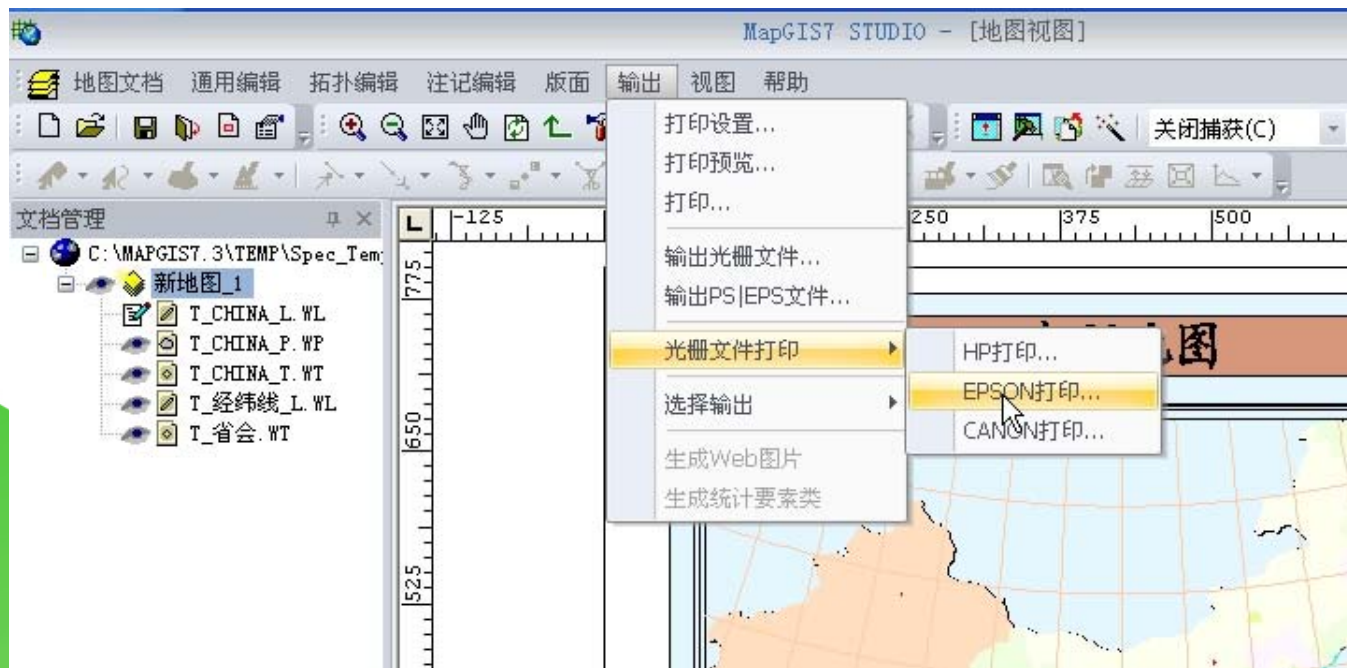 MapGIS7 STUDIO - [地图视图]
地图文档 通用编辑 拓扑编辑 注记编辑 版面 输出 视图 帮助
关闭捕获(C)
文档管理
C:\MAPGIS7.3\TEMP\Spec_Tem
新地图_1
T_CHINA_L.WL
T_CHINA_P.WP
T_CHINA_T.WT
T_经纬线_L.WL
T_省会.WT
打印设置...
打印预览...
打印...
输出光栅文件...
输出PS|EPS文件...
光栅文件打印
选择输出
生成Web图片
生成统计要素类
HP打印...
EPSON打印...
CANON打印...
-125 250 375 500
775
650
525
图